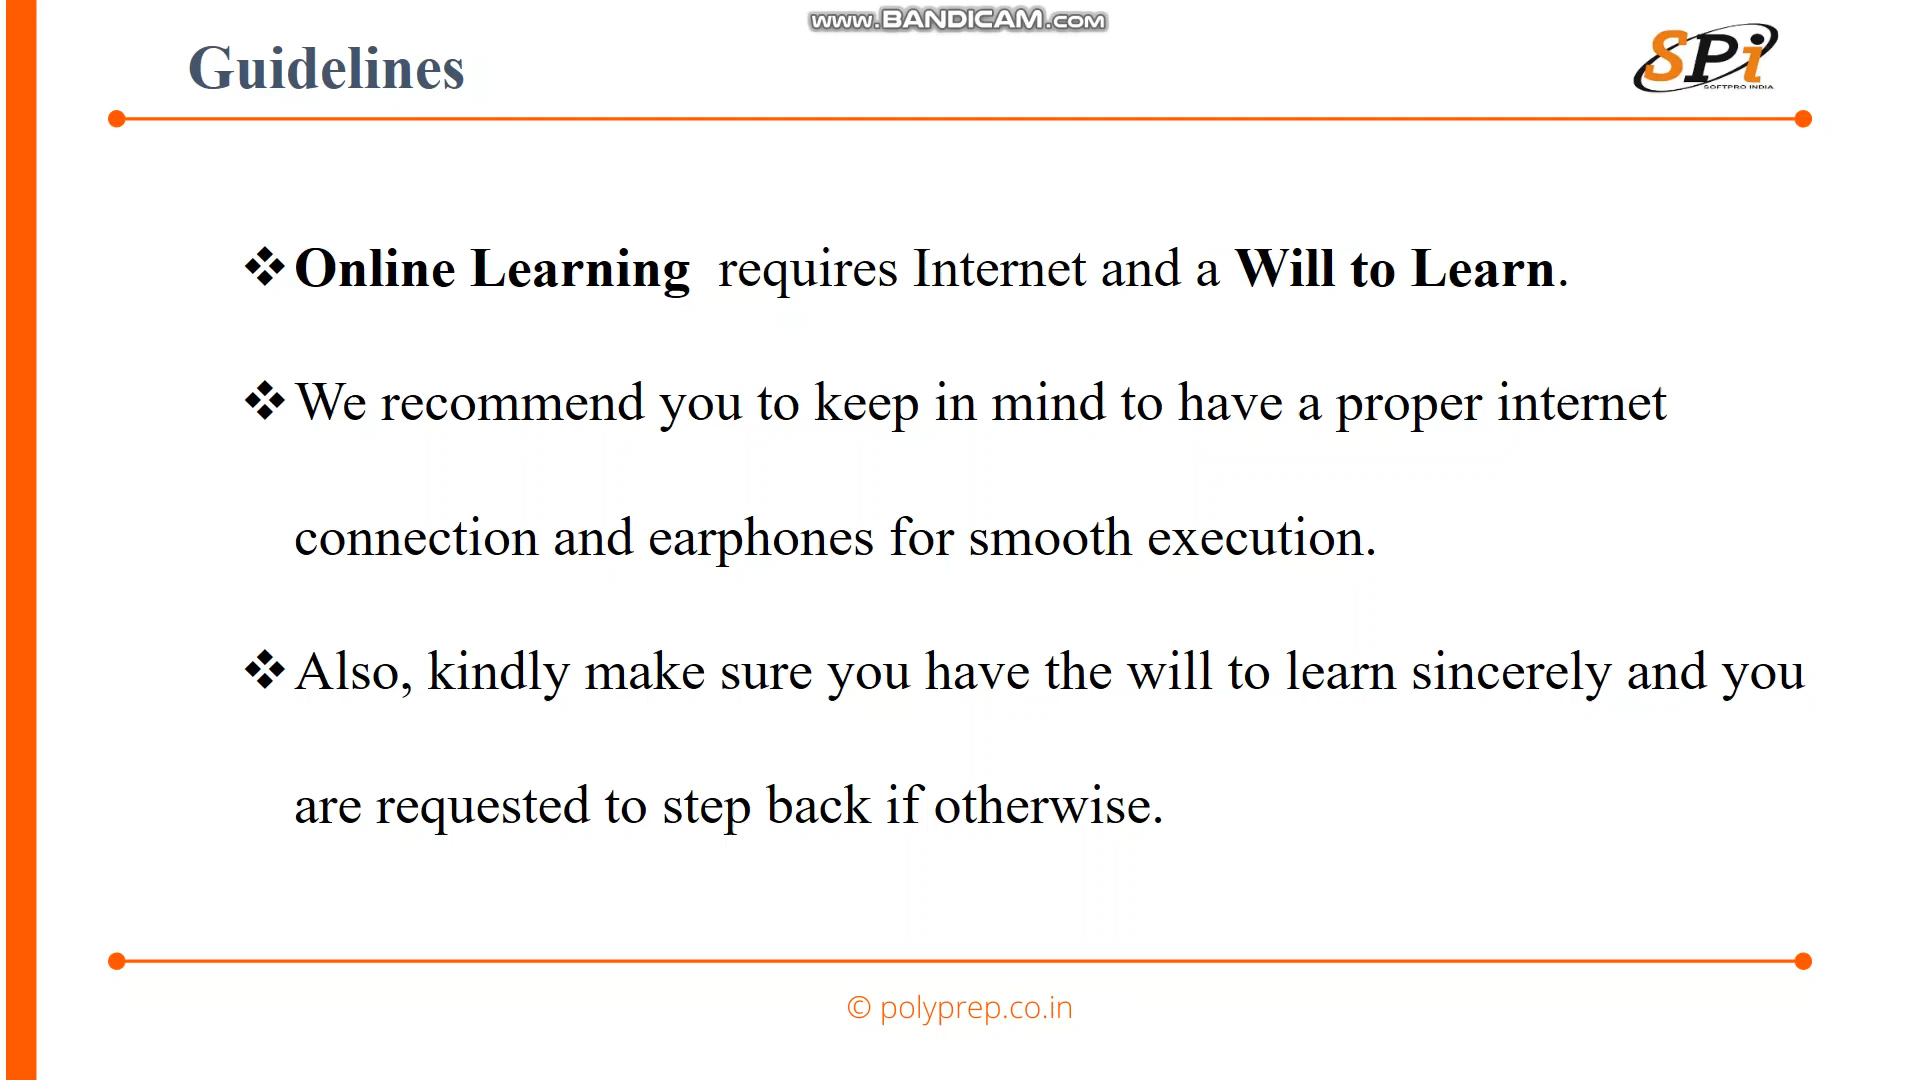 www.BANDICAM.com
Guidelines
SPi
SOFTPRO INDIA
❖ Online Learning requires Internet and a Will to Learn.
❖ We recommend you to keep in mind to have a proper internet
connection and earphones for smooth execution.
❖ Also, kindly make sure you have the will to learn sincerely and you
are requested to step back if otherwise.
© polyprep.co.in